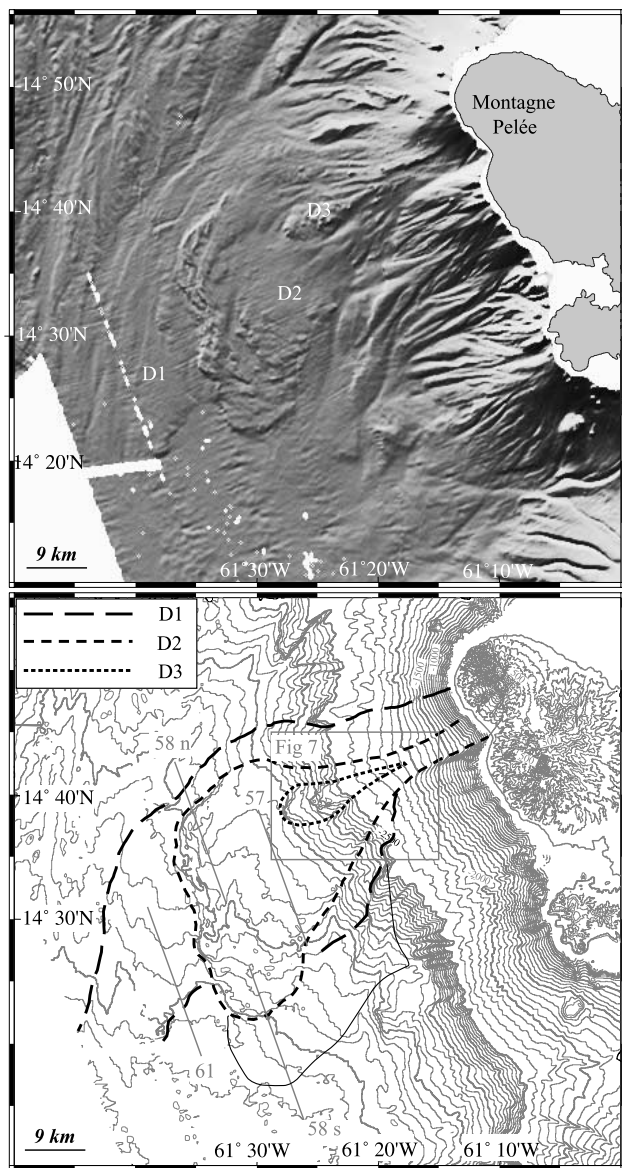 14° 50'N
Montagne
Pelée
14° 40'N
D3
D2
14° 30'N
D1
14° 20'N
9 km
61° 30'W
61° 20'W
61° 10'W
D1
D2
D3
58 n
Fig 7
57
14° 40'N
14° 30'N
61
58 s
9 km
61° 30'W
61° 20'W
61° 10'W